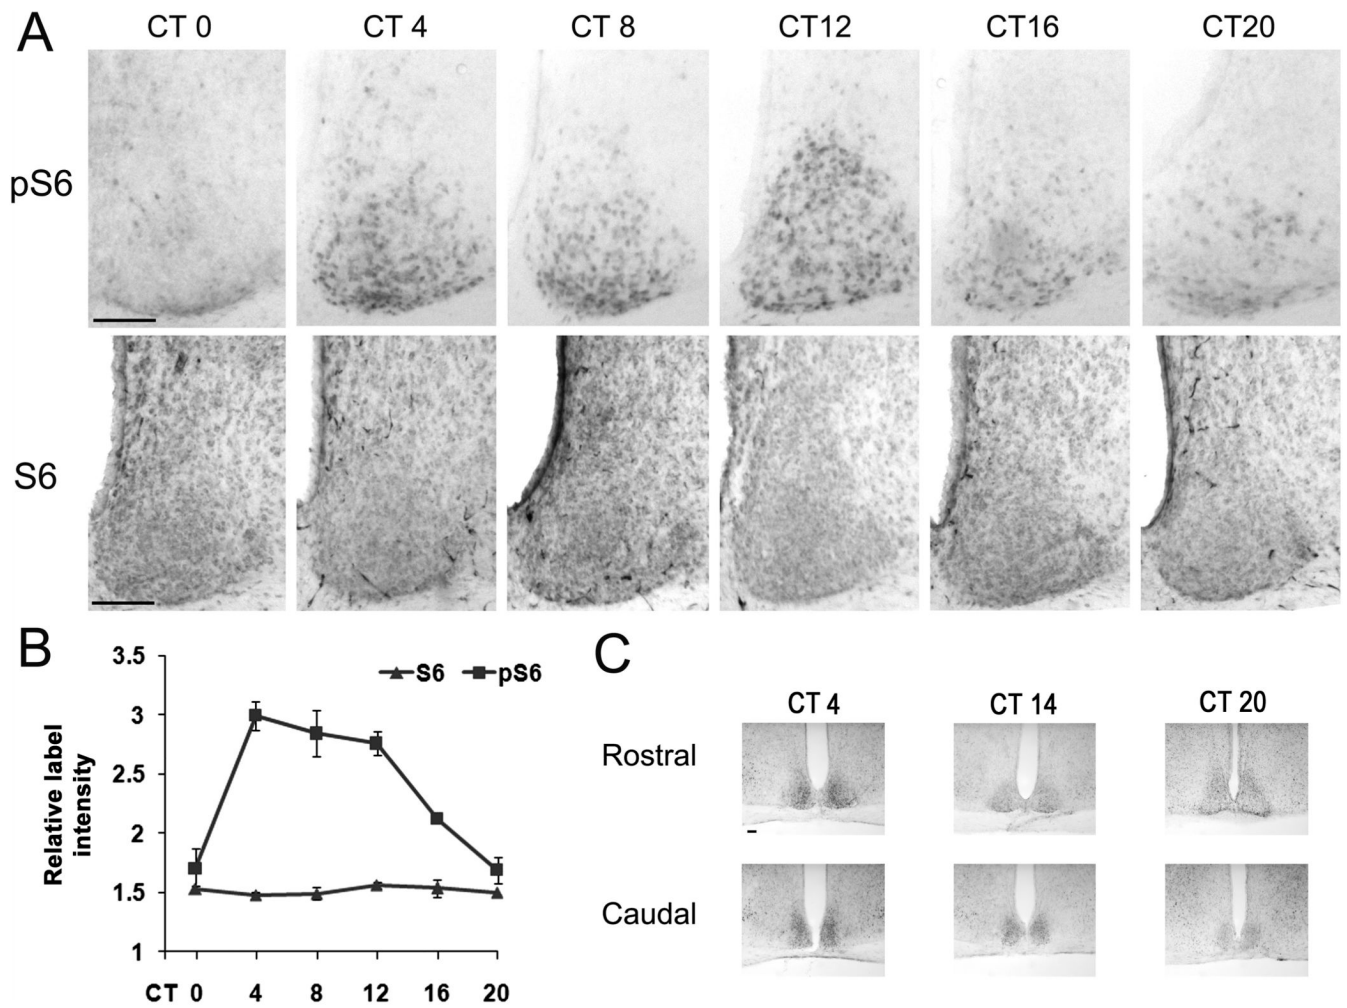 A
CT 0 CT 4 CT 8 CT12 CT16 CT20
pS6
S6
B
3.5
3
2.5
2
1.5
1
Relative label
intensity
S6 pS6
CT 0 4 8 12 16 20
C
CT 4 CT 14 CT 20
Rostral
Caudal